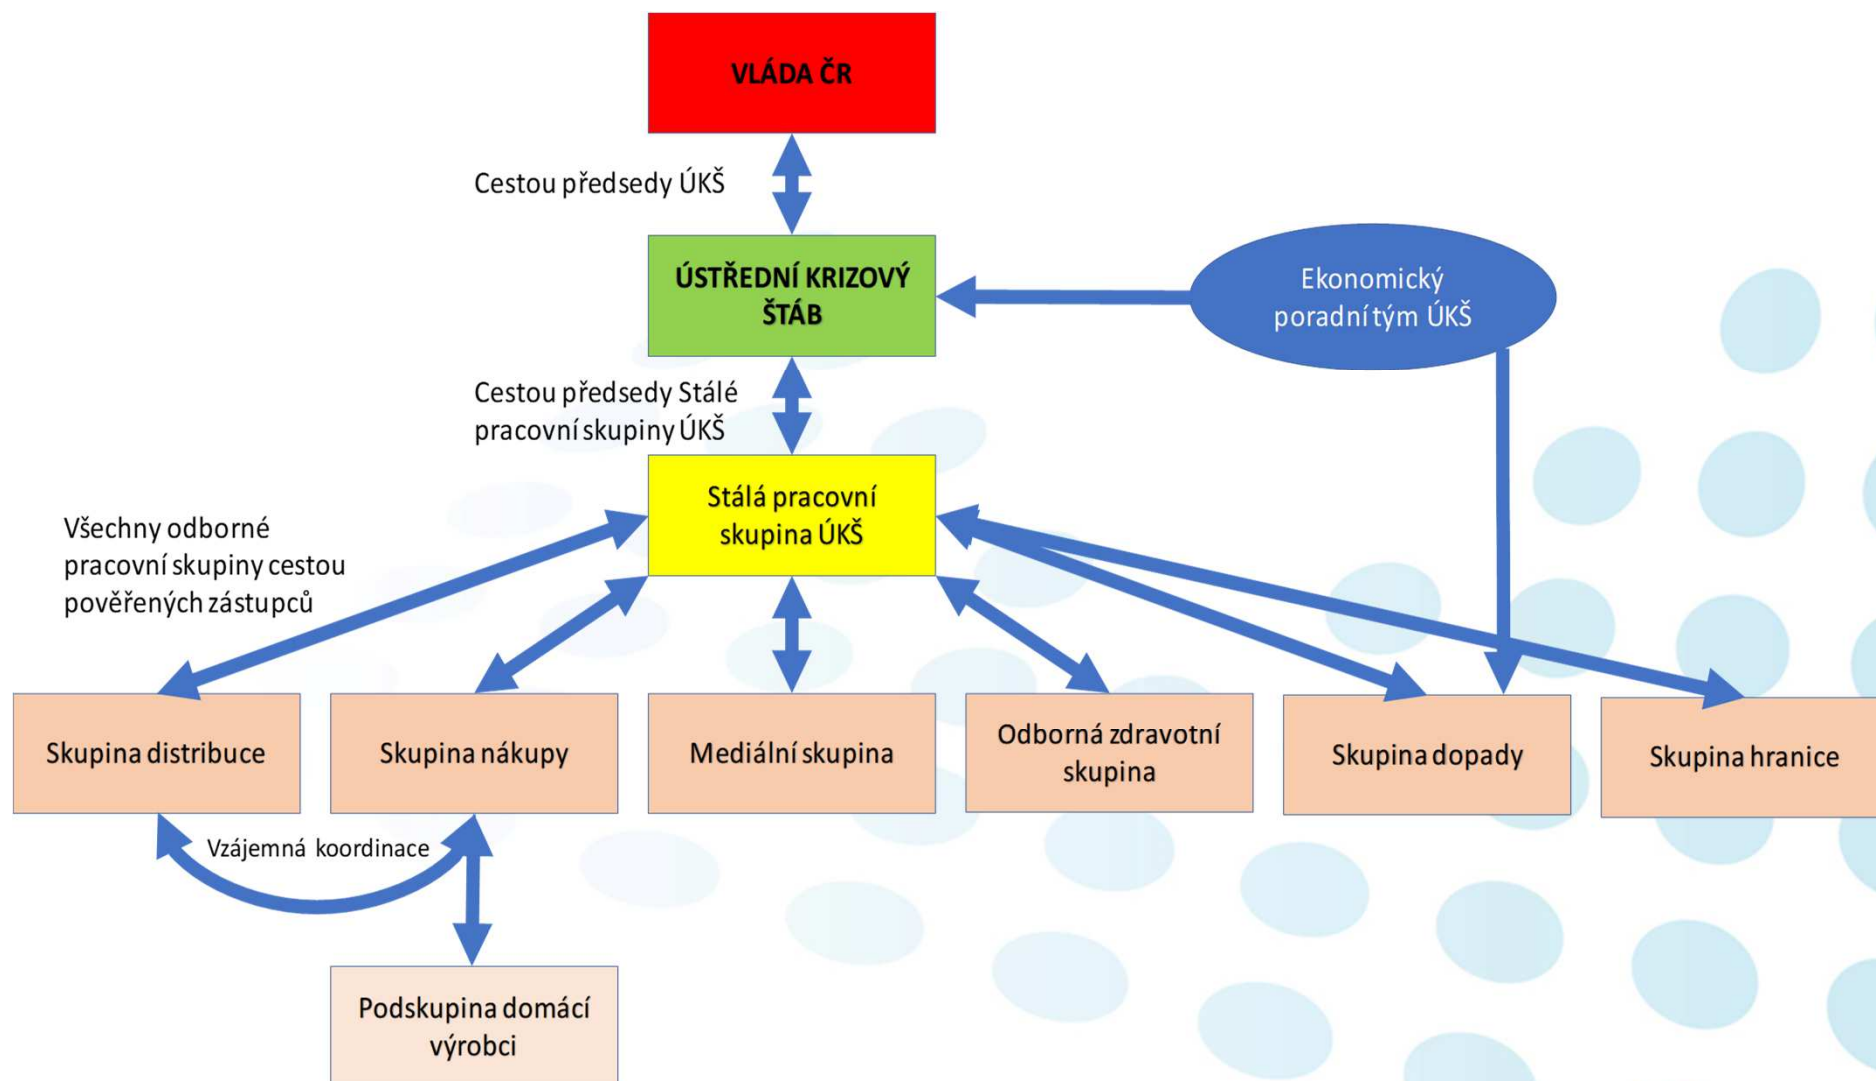 VLÁDA ČR
Cestou předsedy ÚKŠ
ÚSTŘEDNÍ KRIZOVÝ
ŠTÁB
Ekonomický
poradní tým ÚKŠ
Cestou předsedy Stálé
pracovní skupiny ÚKŠ
Stálá pracovní
skupina ÚKŠ
Všechny odborné
pracovní skupiny cestou
pověřených zástupců
Skupina distribuce
Skupina nákupy
Mediální skupina
Odborná zdravotní
skupina
Skupina dopady
Skupina hranice
Vzájemná koordinace
Podskupina domácí
výrobci